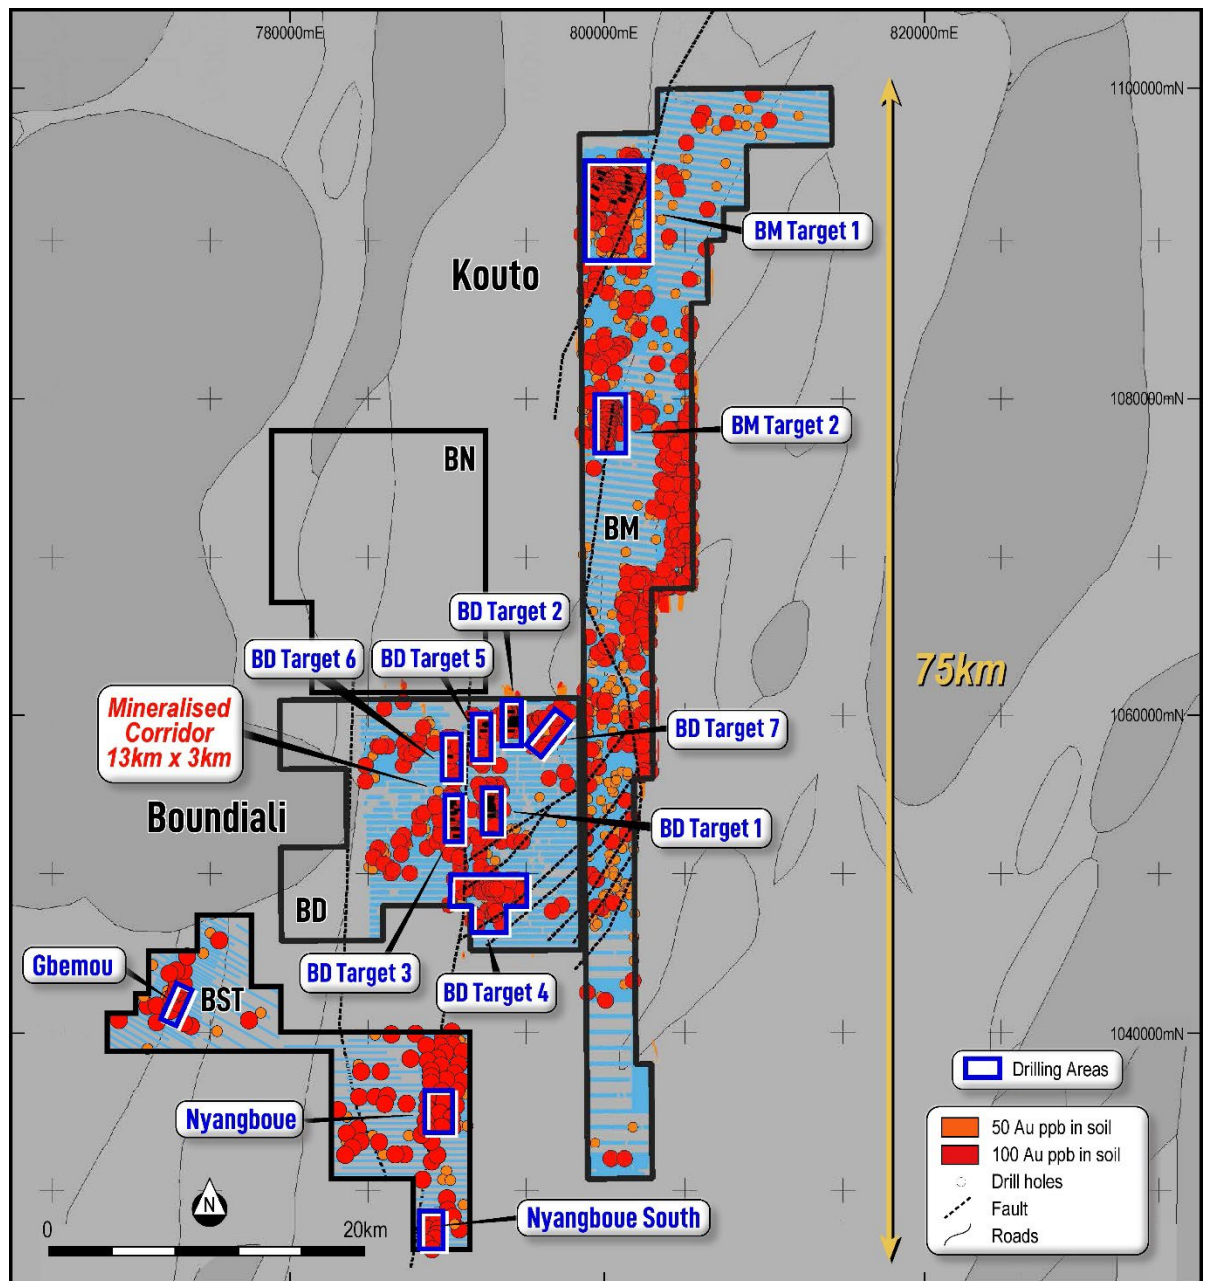 780000mE
800000mE
820000mE
1100000mN
BM Target 1
Kouto
1080000mN
BM Target 2
BN
BM
BD Target 2
BD Target 6
BD Target 5
75km
Mineralised
Corridor
13km x 3km
1060000mN
BD Target 7
Boundiali
BD Target 1
BD
BD Target 3
BD Target 4
Gbemou
BST
1040000mN
Nyangboue
Nyangboue South
N
0
20km
Drilling Areas
50 Au ppb in soil
100 Au ppb in soil
Drill holes
Fault
Roads